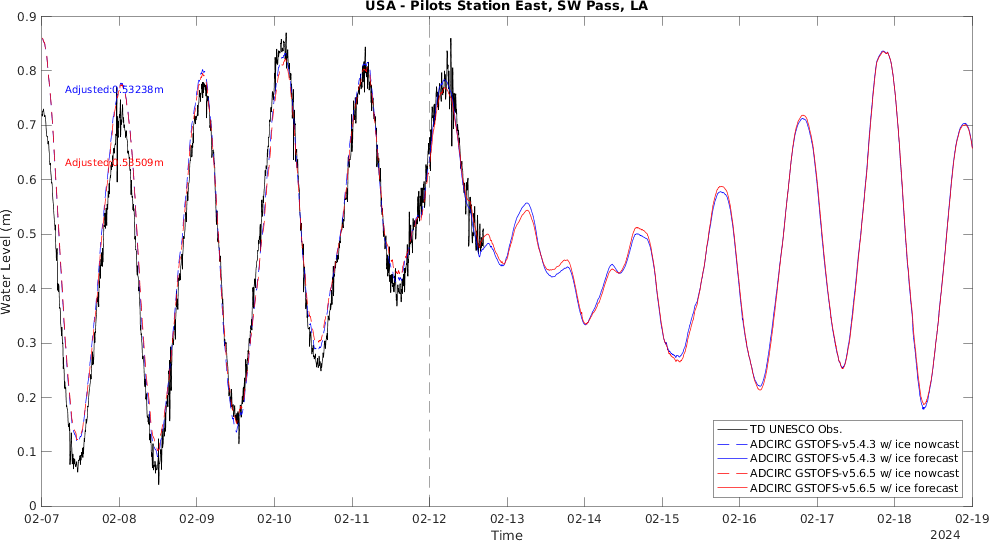 USA - Pilots Station East, SW Pass, LA
0.9
0.8
0.7
0.6
0.5
0.4
0.3
0.2
0.1
0
Water Level (m)
Adjusted:0.53238m
Adjusted:0.53509m
TD UNESCO Obs.
ADCIRC GSTOFS-v5.4.3 w/ ice nowcast
ADCIRC GSTOFS-v5.4.3 w/ ice forecast
ADCIRC GSTOFS-v5.6.5 w/ ice nowcast
ADCIRC GSTOFS-v5.6.5 w/ ice forecast
02-07 02-08 02-09 02-10 02-11 02-12 02-13 02-14 02-15 02-16 02-17 02-18 02-19
Time
2024